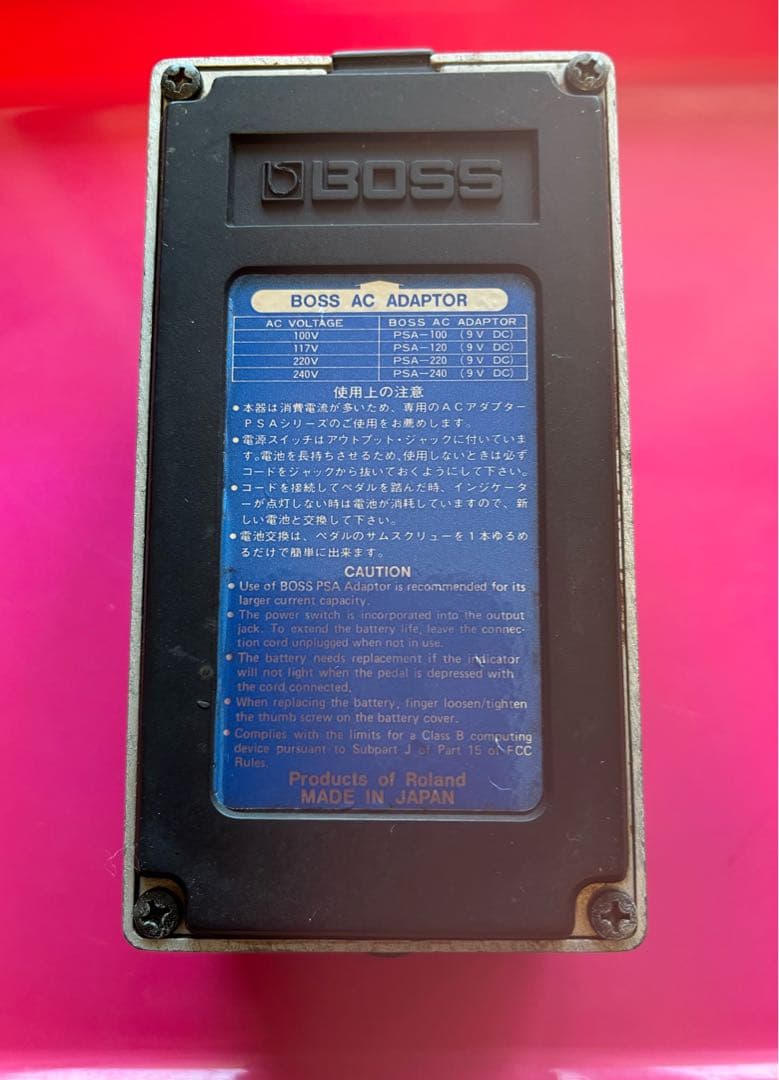 BOSS
BOSS AC ADAPTOR
AC VOLTAGE BOSS AC ADAPTOR
100V PSA-100 (9V DC)
117V PSA-120 (9V DC)
220V PSA-220 (9V DC)
240V PSA-240 (9V DC)
使用上の注意
●本器は消費電流が多いため、専用のACアダプター
PSAシリーズのご使用をお薦めします。
●電源スイッチはアウトプット・ジャックに付いていま
す。電池を長持ちさせるため、使用しないときは必ず
コードをジャックから抜いておくようにして下さい。
●コードを接続してペダルを踏んだ時、インジケータ
ーが点灯しない時は電池が消耗していますので、新
しい電池と交換して下さい。
●電池交換は、ペダルのサムスクリューを1本ゆるめ
るだけで簡単に出来ます。
CAUTION
● Use of BOSS PSA Adaptor is recommended for its
larger current capacity.
● The power switch is incorporated into the output
jack. To extend the battery life, leave the connec-
tion cord unplugged when not in use.
● The battery needs replacement if the indicator
will not light when the pedal is depressed with
the cord connected.
● When replacing the battery, finger loosen/tighten
the thumb screw on the battery cover.
● Complies with the limits for a Class B computing
device pursuant to Subpart J of Part 15 of FCC
Rules.
Products of Roland
MADE IN JAPAN